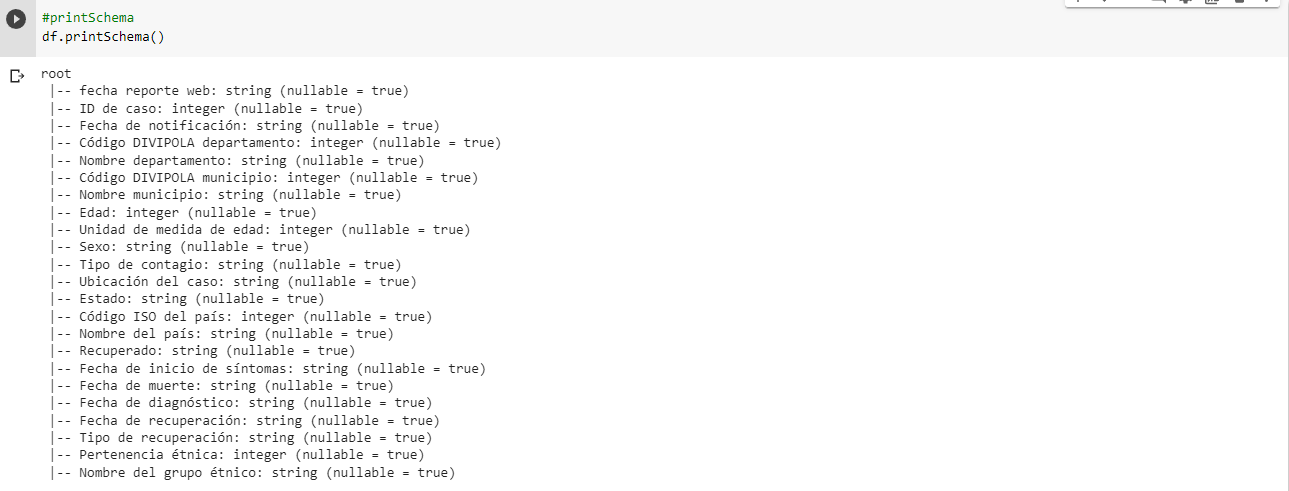 #printSchema
df.printSchema()
root
|-- fecha reporte web: string (nullable = true)
|-- ID de caso: integer (nullable = true)
|-- Fecha de notificación: string (nullable = true)
|-- Código DIVIPOLA departamento: integer (nullable = true)
|-- Nombre departamento: string (nullable = true)
|-- Código DIVIPOLA municipio: integer (nullable = true)
|-- Nombre municipio: string (nullable = true)
|-- Edad: integer (nullable = true)
|-- Unidad de medida de edad: integer (nullable = true)
|-- Sexo: string (nullable = true)
|-- Tipo de contagio: string (nullable = true)
|-- Ubicación del caso: string (nullable = true)
|-- Estado: string (nullable = true)
|-- Código ISO del país: integer (nullable = true)
|-- Nombre del país: string (nullable = true)
|-- Recuperado: string (nullable = true)
|-- Fecha de inicio de síntomas: string (nullable = true)
|-- Fecha de muerte: string (nullable = true)
|-- Fecha de diagnóstico: string (nullable = true)
|-- Fecha de recuperación: string (nullable = true)
|-- Tipo de recuperación: string (nullable = true)
|-- Pertenencia étnica: integer (nullable = true)
|-- Nombre del grupo étnico: string (nullable = true)